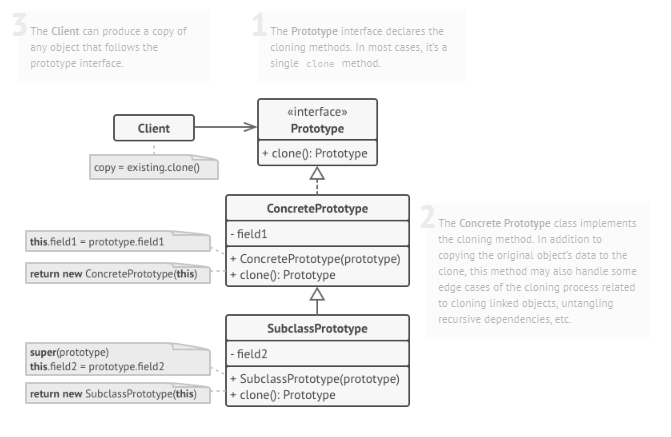 3
The Client can produce a copy of
any object that follows the
prototype interface.
1
The Prototype interface declares the
cloning methods. In most cases, it's a
single clone method.
«interface»
Prototype
+ clone(): Prototype
Client
copy = existing.clone()
ConcretePrototype
- field1
+ ConcretePrototype(prototype)
+ clone(): Prototype
this.field1 = prototype.field1
return new ConcretePrototype(this)
2
The Concrete Prototype class implements
the cloning method. In addition to
copying the original object's data to the
clone, this method may also handle some
edge cases of the cloning process related
to cloning linked objects, untangling
recursive dependencies, etc.
SubclassPrototype
- field2
+ SubclassPrototype(prototype)
+ clone(): Prototype
super(prototype)
this.field2 = prototype.field2
return new SubclassPrototype(this)